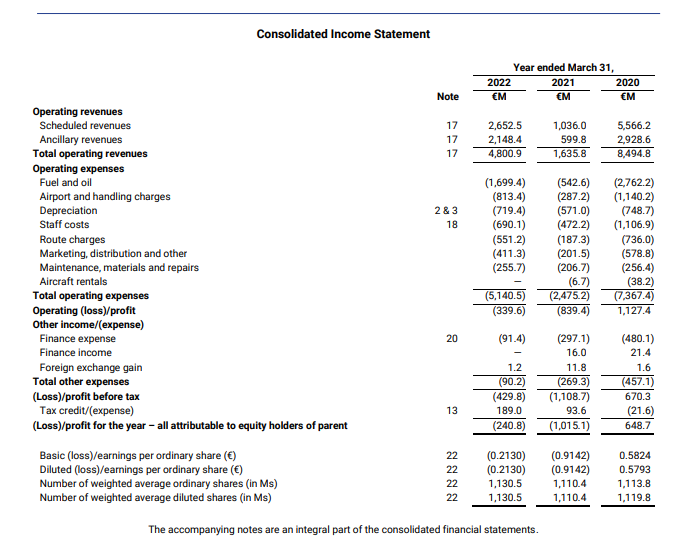 Consolidated Income Statement
Year ended March 31,
2022 2021 2020
Note €M €M €M
Operating revenues
Scheduled revenues 17 2,652.5 1,036.0 5,566.2
Ancillary revenues 17 2,148.4 599.8 2,928.6
Total operating revenues 17 4,800.9 1,635.8 8,494.8
Operating expenses
Fuel and oil (1,699.4) (542.6) (2,762.2)
Airport and handling charges (813.4) (287.2) (1,140.2)
Depreciation 2 & 3 (719.4) (571.0) (748.7)
Staff costs 18 (690.1) (472.2) (1,106.9)
Route charges (551.2) (187.3) (736.0)
Marketing, distribution and other (411.3) (201.5) (578.8)
Maintenance, materials and repairs (255.7) (206.7) (256.4)
Aircraft rentals — (6.7) (38.2)
Total operating expenses (5,140.5) (2,475.2) (7,367.4)
Operating (loss)/profit (339.6) (839.4) 1,127.4
Other income/(expense)
Finance expense 20 (91.4) (297.1) (480.1)
Finance income — 16.0 21.4
Foreign exchange gain 1.2 11.8 1.6
Total other expenses (90.2) (269.3) (457.1)
(Loss)/profit before tax (429.8) (1,108.7) 670.3
Tax credit/(expense) 13 189.0 93.6 (21.6)
(Loss)/profit for the year – all attributable to equity holders of parent (240.8) (1,015.1) 648.7
Basic (loss)/earnings per ordinary share (€) 22 (0.2130) (0.9142) 0.5824
Diluted (loss)/earnings per ordinary share (€) 22 (0.2130) (0.9142) 0.5793
Number of weighted average ordinary shares (in Ms) 22 1,130.5 1,110.4 1,113.8
Number of weighted average diluted shares (in Ms) 22 1,130.5 1,110.4 1,119.8
The accompanying notes are an integral part of the consolidated financial statements.